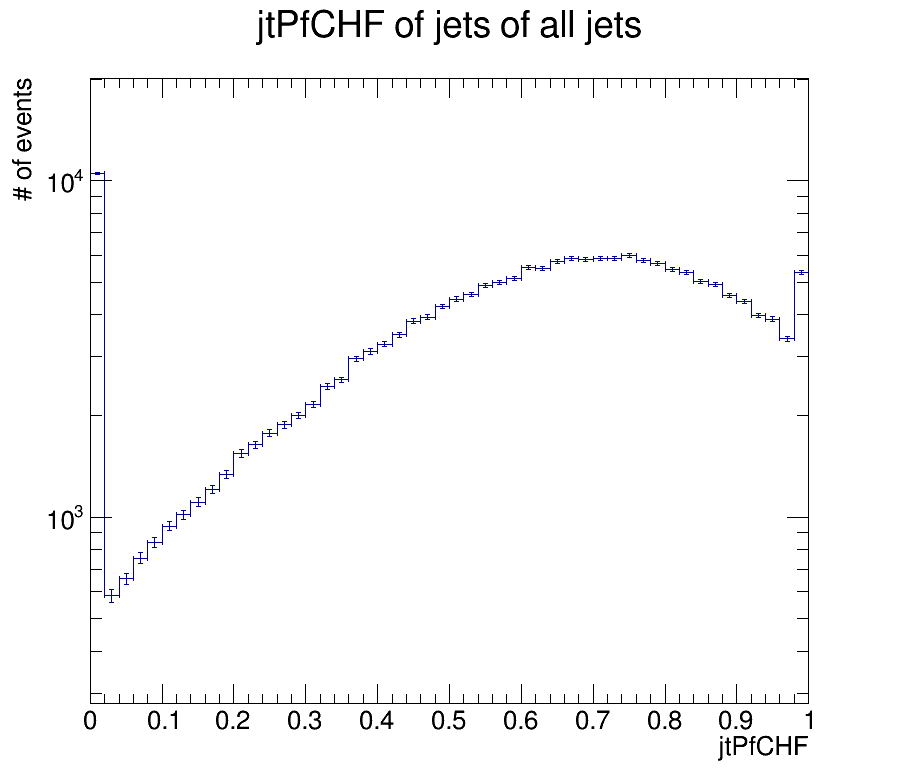 jtPfCHF of jets of all jets
# of events
10^4
10^3
0 0.1 0.2 0.3 0.4 0.5 0.6 0.7 0.8 0.9 1
jtPfCHF